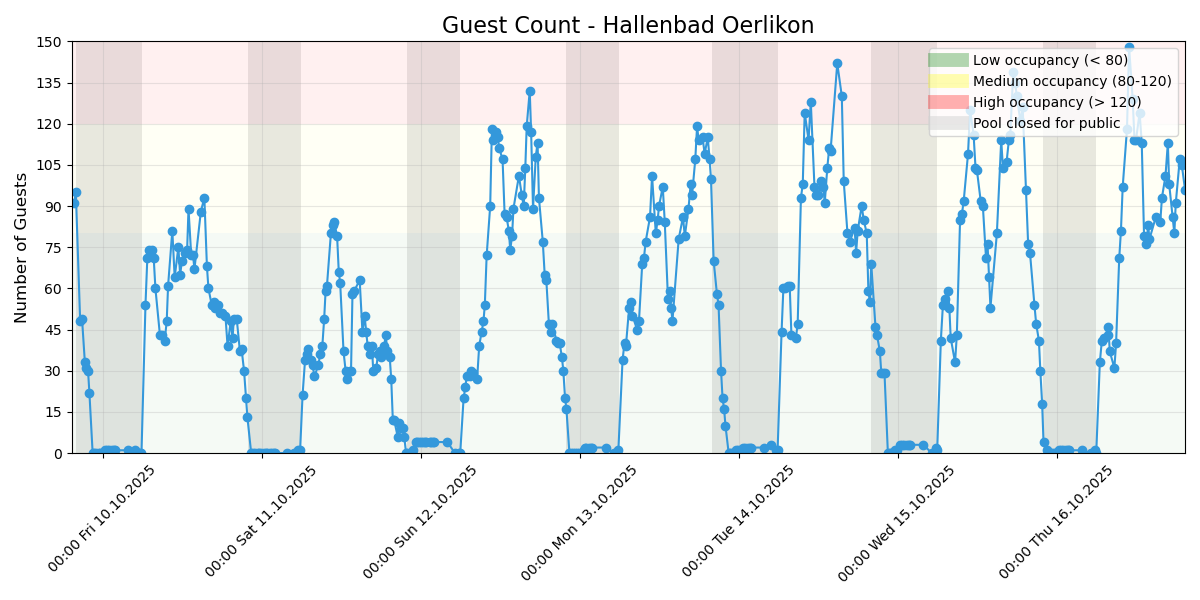 Guest Count - Hallenbad Oerlikon
Number of Guests
150
135
120
105
90
75
60
45
30
15
0
Low occupancy (< 80)
Medium occupancy (80-120)
High occupancy (> 120)
Pool closed for public
00:00 Fri 10.10.2025
00:00 Sat 11.10.2025
00:00 Sun 12.10.2025
00:00 Mon 13.10.2025
00:00 Tue 14.10.2025
00:00 Wed 15.10.2025
00:00 Thu 16.10.2025